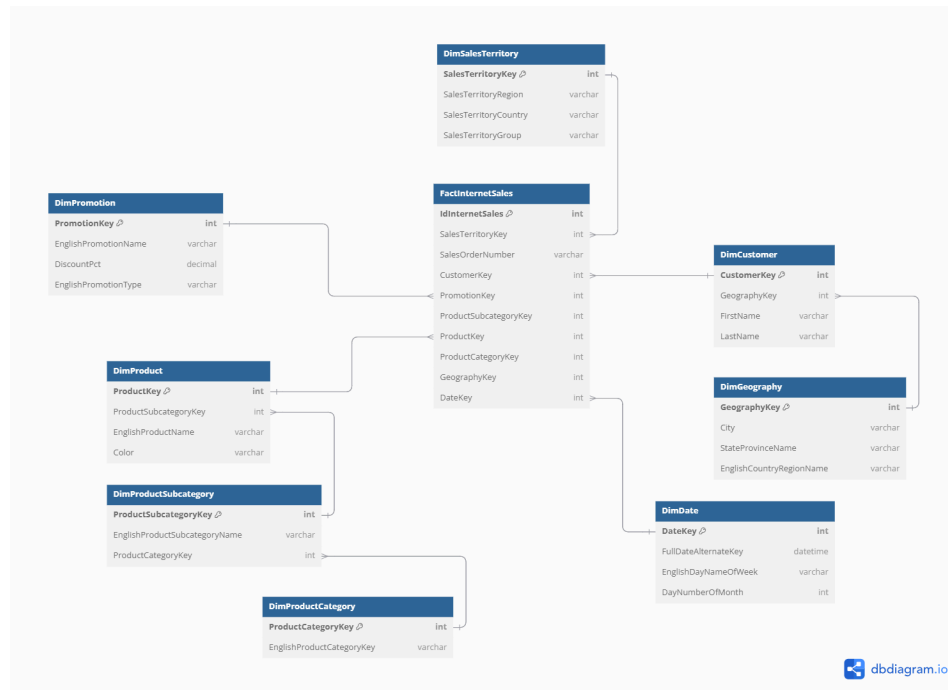 DimSalesTerritory
SalesTerritoryKey int
SalesTerritoryRegion varchar
SalesTerritoryCountry varchar
SalesTerritoryGroup varchar
FactInternetSales
IdInternetSales int
SalesTerritoryKey int
SalesOrderNumber varchar
CustomerKey int
PromotionKey int
ProductSubcategoryKey int
ProductKey int
ProductCategoryKey int
GeographyKey int
DateKey int
DimPromotion
PromotionKey int
EnglishPromotionName varchar
DiscountPct decimal
EnglishPromotionType varchar
DimCustomer
CustomerKey int
GeographyKey int
FirstName varchar
LastName varchar
DimProduct
ProductKey int
ProductSubcategoryKey int
EnglishProductName varchar
Color varchar
DimGeography
GeographyKey int
City varchar
StateProvinceName varchar
EnglishCountryRegionName varchar
DimProductSubcategory
ProductSubcategoryKey int
EnglishProductSubcategoryName varchar
ProductCategoryKey int
DimDate
DateKey int
FullDateAlternateKey datetime
EnglishDayNameOfWeek varchar
DayNumberOfMonth int
DimProductCategory
ProductCategoryKey int
EnglishProductCategoryKey varchar
dbdiagram.io